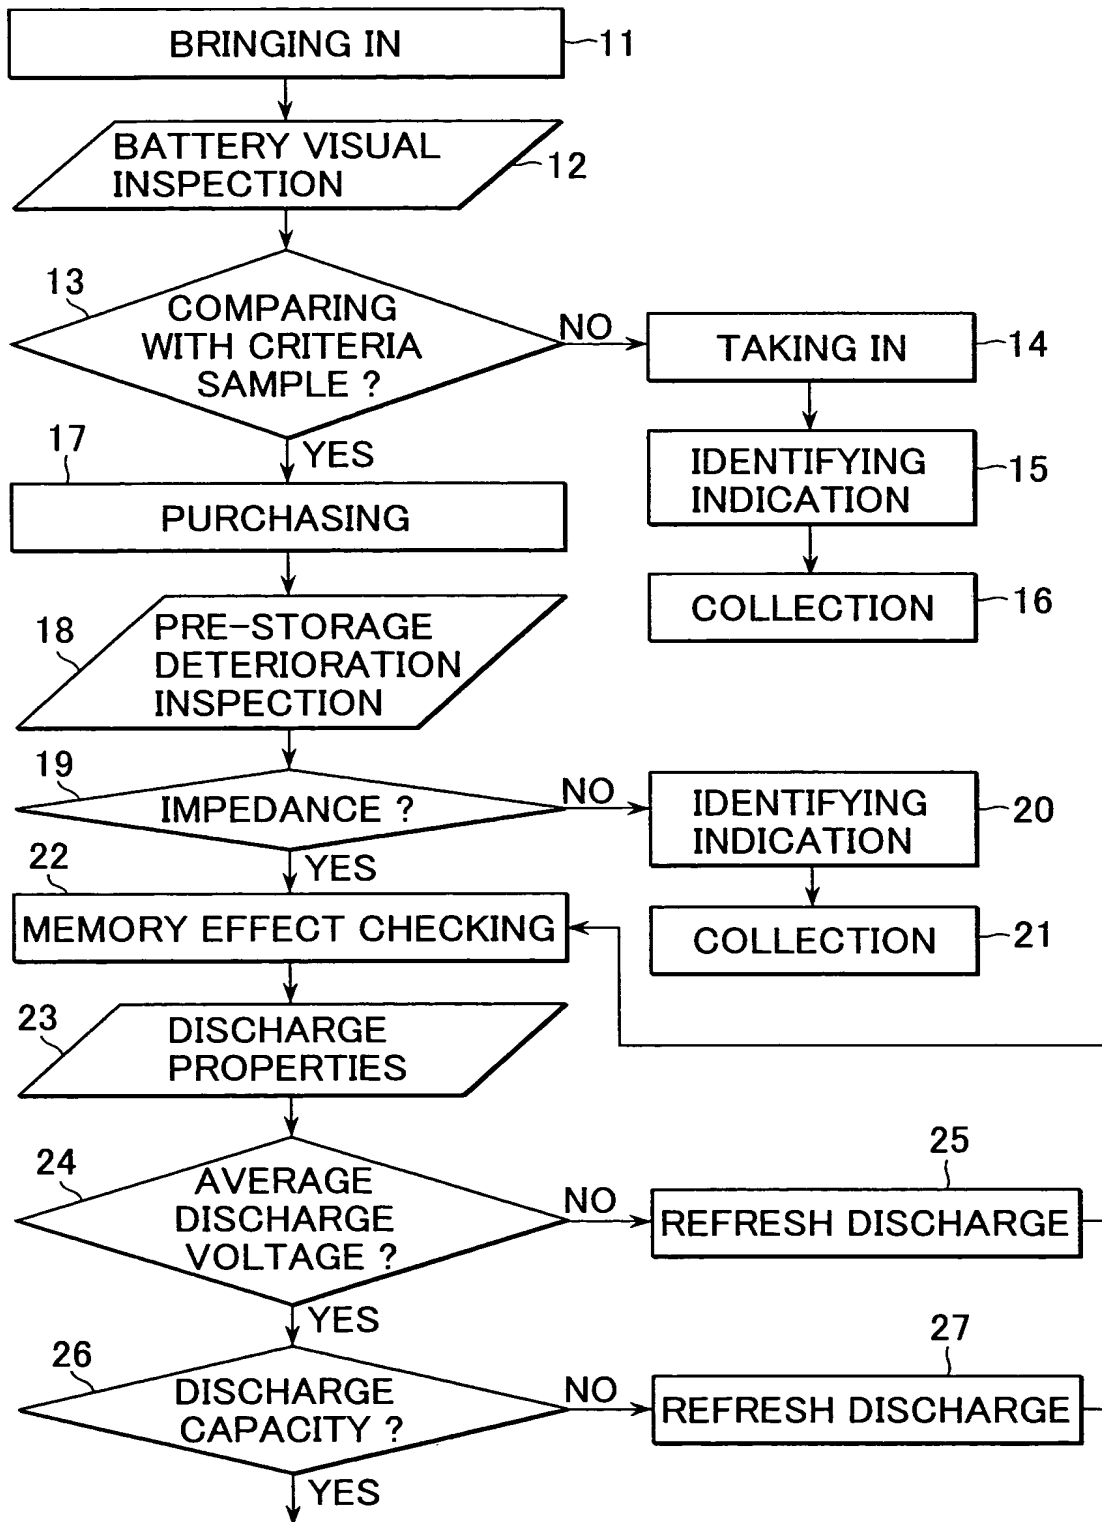 BRINGING IN
11
BATTERY VISUAL
INSPECTION
12
13
COMPARING
WITH CRITERIA
SAMPLE ?
NO
TAKING IN
14
YES
IDENTIFYING
INDICATION
15
17
PURCHASING
COLLECTION
16
18
PRE-STORAGE
DETERIORATION
INSPECTION
19
IMPEDANCE ?
NO
IDENTIFYING
INDICATION
20
YES
22
MEMORY EFFECT CHECKING
COLLECTION
21
23
DISCHARGE
PROPERTIES
24
AVERAGE
DISCHARGE
VOLTAGE ?
NO
25
REFRESH DISCHARGE
YES
26
DISCHARGE
CAPACITY ?
NO
27
REFRESH DISCHARGE
YES